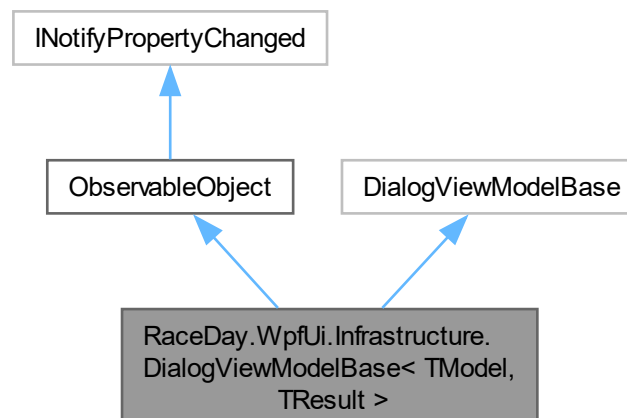 INotifyPropertyChanged
ObservableObject
DialogViewModelBase
RaceDay.WpfUi.Infrastructure.
DialogViewModelBase< TModel,
TResult >